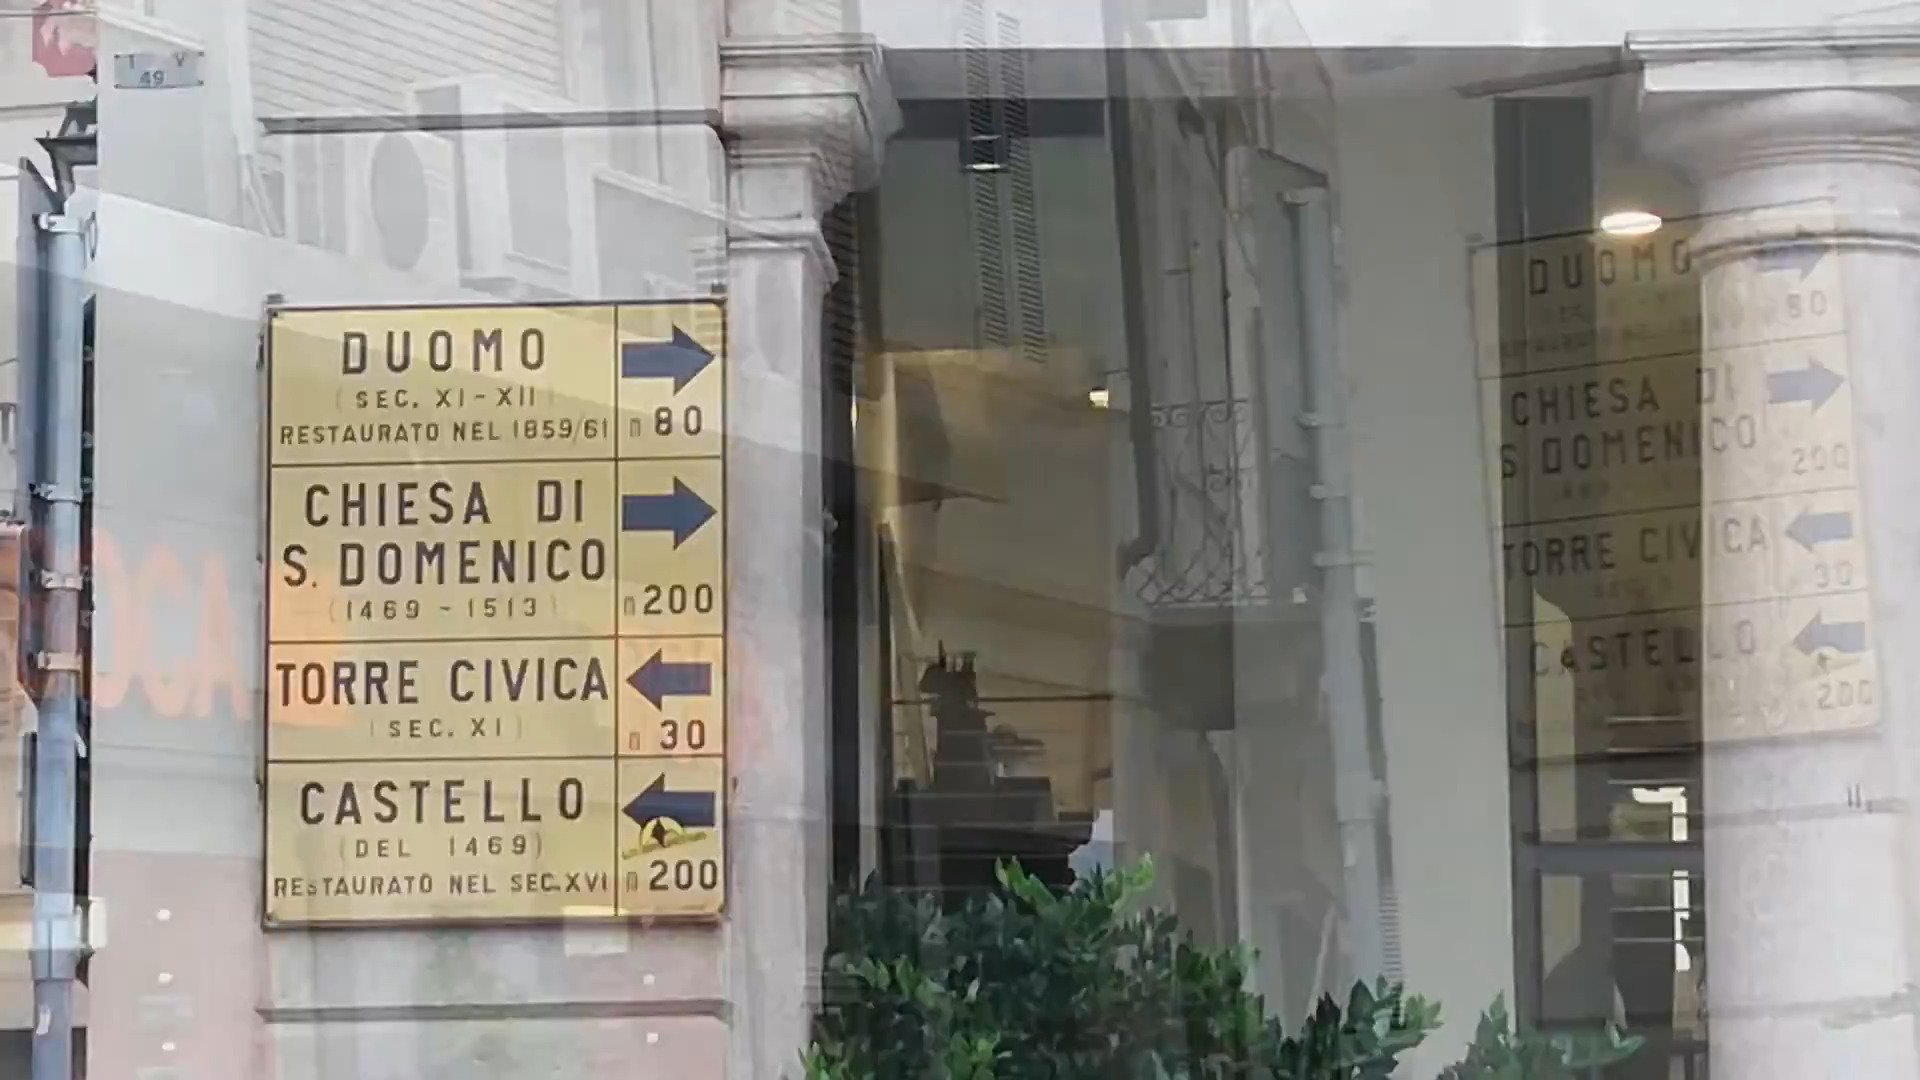 T V
49
DUOMO
(SEC. XI-XII)
RESTAURATO NEL 1859/61
m 80
CHIESA DI
S. DOMENICO
(1469 - 1513)
m 200
TORRE CIVICA
(SEC. XI)
m 30
CASTELLO
(DEL 1469)
RESTAURATO NEL SEC.XVI
m 200
DUOMO
80
CHIESA DI
S. DOMENICO
200
TORRE CIVICA
30
CASTELLO
200